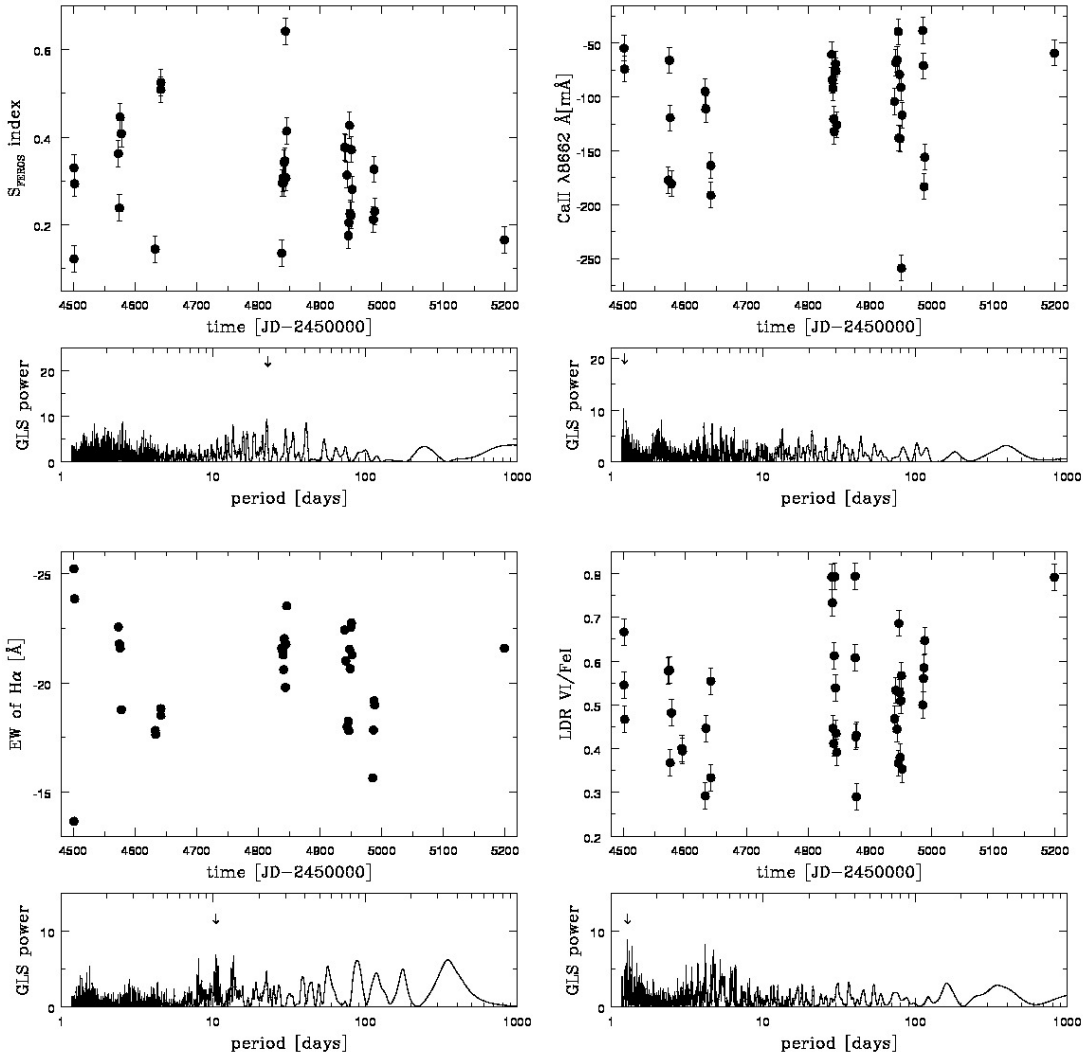 0.6
0.4
0.2
S_FEROS index
4500 4600 4700 4800 4900 5000 5100 5200
time [JD-2450000]
-50
-100
-150
-200
-250
CaII λ8662 Å[mÅ]
4500 4600 4700 4800 4900 5000 5100 5200
time [JD-2450000]
20
10
0
GLS power
1 10 100 1000
period [days]
20
10
0
GLS power
1 10 100 1000
period [days]
-25
-20
-15
EW of Hα [Å]
4500 4600 4700 4800 4900 5000 5100 5200
time [JD-2450000]
0.8
0.7
0.6
0.5
0.4
0.3
0.2
LDR VI/FeI
4500 4600 4700 4800 4900 5000 5100 5200
time [JD-2450000]
10
0
GLS power
1 10 100 1000
period [days]
10
0
GLS power
1 10 100 1000
period [days]